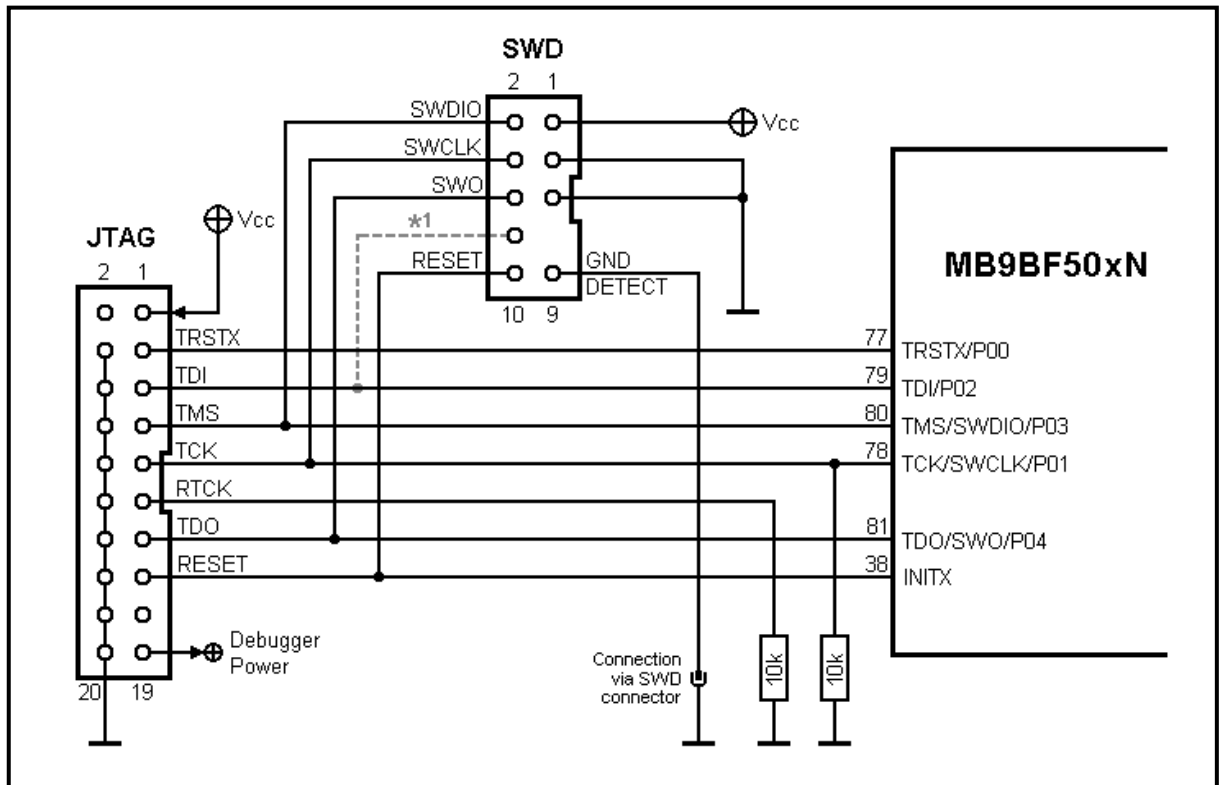 SWD
2 1
SWDIO
Vcc
SWCLK
SWO
*1
RESET
GND
DETECT
10 9
Vcc
JTAG
2 1
TRSTX
TDI
TMS
TCK
RTCK
TDO
RESET
Debugger
Power
20 19
MB9BF50xN
77 TRSTX/P00
79 TDI/P02
80 TMS/SWDIO/P03
78 TCK/SWCLK/P01
81 TDO/SWO/P04
38 INITX
Connection
via SWD
connector
10k
10k